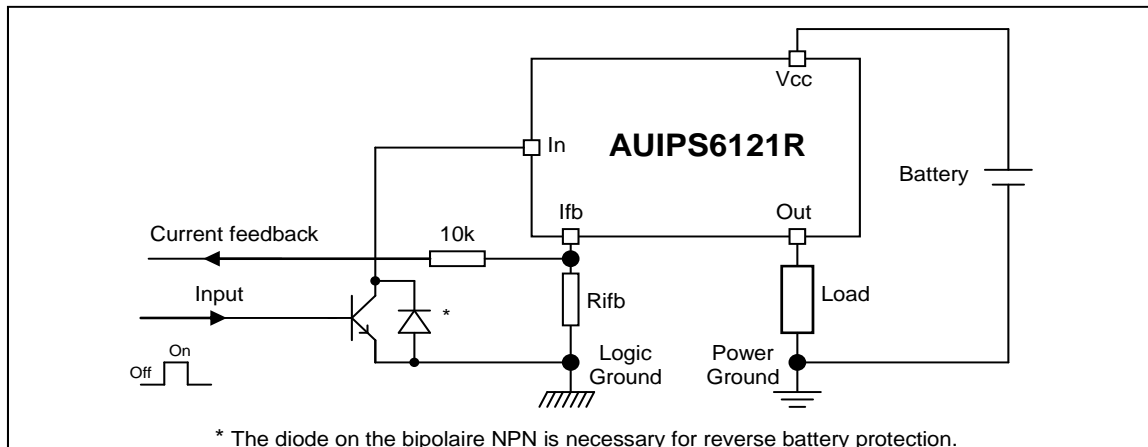 Vcc
In
AUIPS6121R
Battery
Ifb
Out
Current feedback
10k
Input
*
Rifb
Load
On
Off
Logic
Ground
Power
Ground
* The diode on the bipolaire NPN is necessary for reverse battery protection.